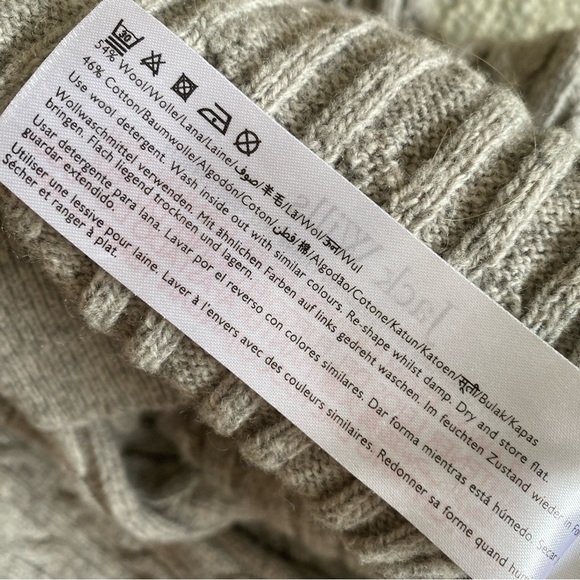 30
54% Wool/Wolle/Lana/Laine/صوف/羊毛/Lã/Wol/ऊन/Wul
46% Cotton/Baumwolle/Algodón/Coton/قطن/棉/Algodão/Cotone/Katun/Katoen/सूती/Bulak/Kapas
Use wool detergent. Wash inside out with similar colours. Re-shape whilst damp. Dry and store flat.
Wollwaschmittel verwenden. Mit ähnlichen Farben auf links gedreht waschen. Im feuchten Zustand wieder in
bringen. Flach liegend trocknen und lagern.
Usar detergente para lana. Lavar por el reverso con colores similares. Dar forma mientras está húmedo. Secar
guardar extendido.
Utiliser une lessive pour laine. Laver à l'envers avec des couleurs similaires. Redonner sa forme quand
Sécher et ranger à plat.
Jack Wills